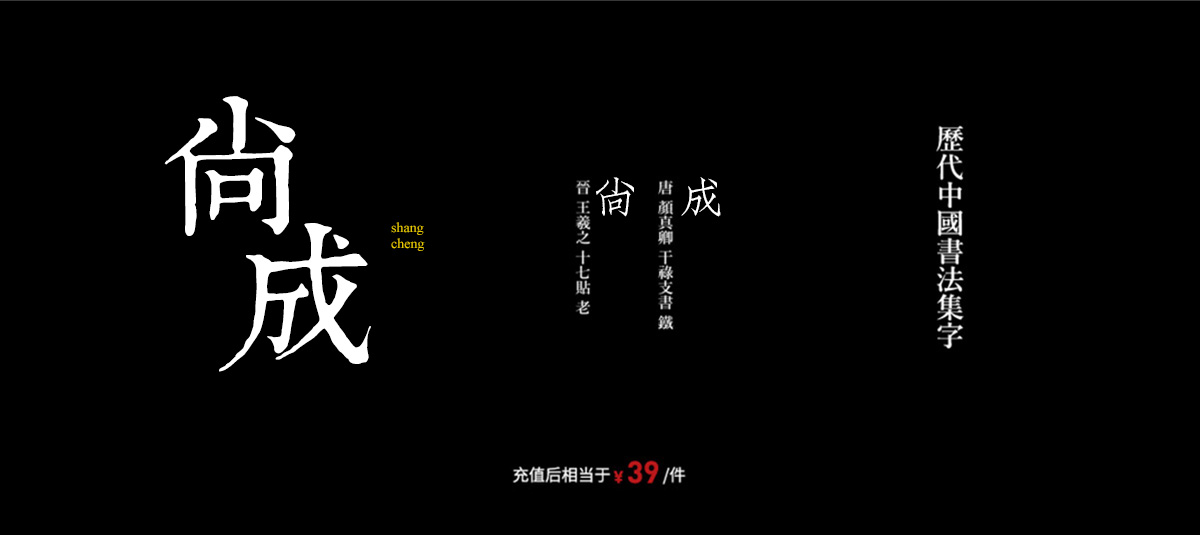 尙
成
shang
cheng
晉 王羲之 十七貼 老
尙
唐 顏真卿 干祿支書 鐵
成
歷代中國書法集字
充值后相当于¥39/件